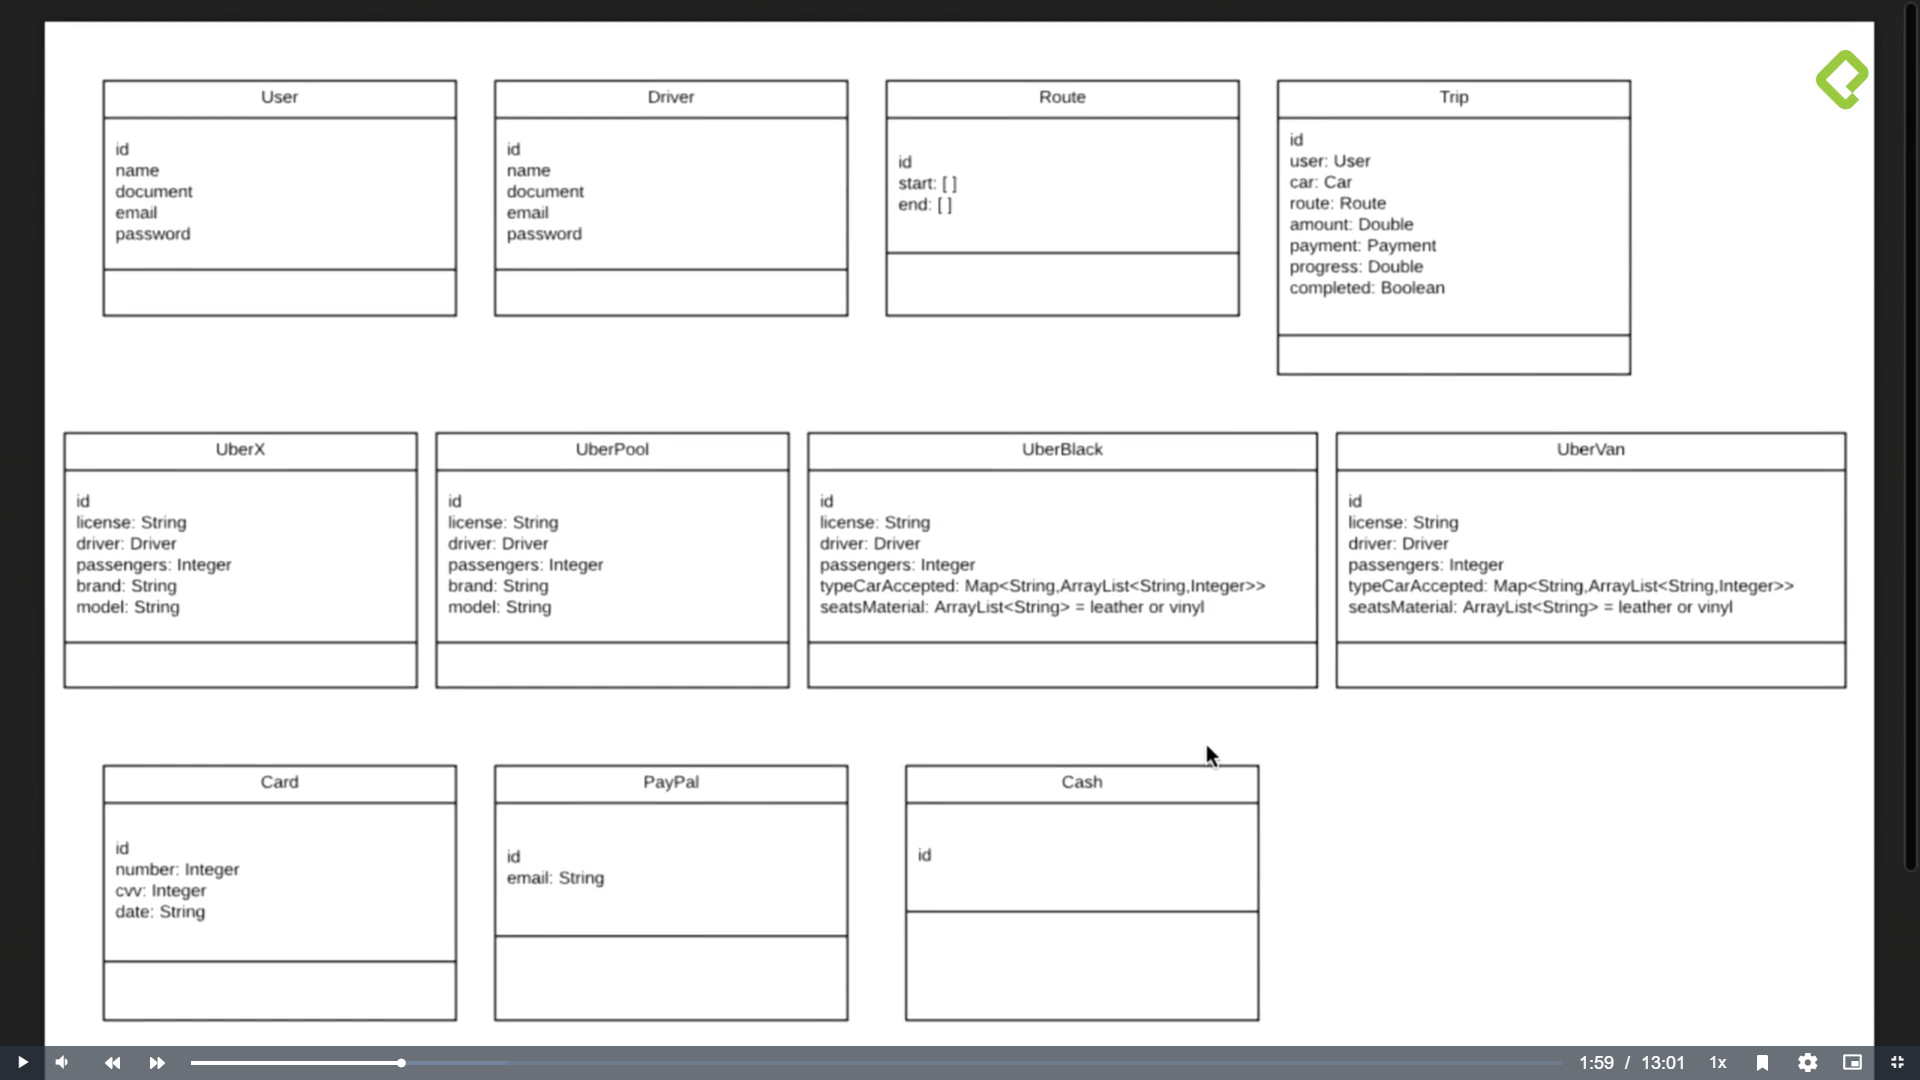 User
id
name
document
email
password
Driver
id
name
document
email
password
Route
id
start: [ ]
end: [ ]
Trip
id
user: User
car: Car
route: Route
amount: Double
payment: Payment
progress: Double
completed: Boolean
UberX
id
license: String
driver: Driver
passengers: Integer
brand: String
model: String
UberPool
id
license: String
driver: Driver
passengers: Integer
brand: String
model: String
UberBlack
id
license: String
driver: Driver
passengers: Integer
typeCarAccepted: Map<String,ArrayList<String,Integer>>
seatsMaterial: ArrayList<String> = leather or vinyl
UberVan
id
license: String
driver: Driver
passengers: Integer
typeCarAccepted: Map<String,ArrayList<String,Integer>>
seatsMaterial: ArrayList<String> = leather or vinyl
Card
id
number: Integer
cvv: Integer
date: String
PayPal
id
email: String
Cash
id
1:59 / 13:01 1x